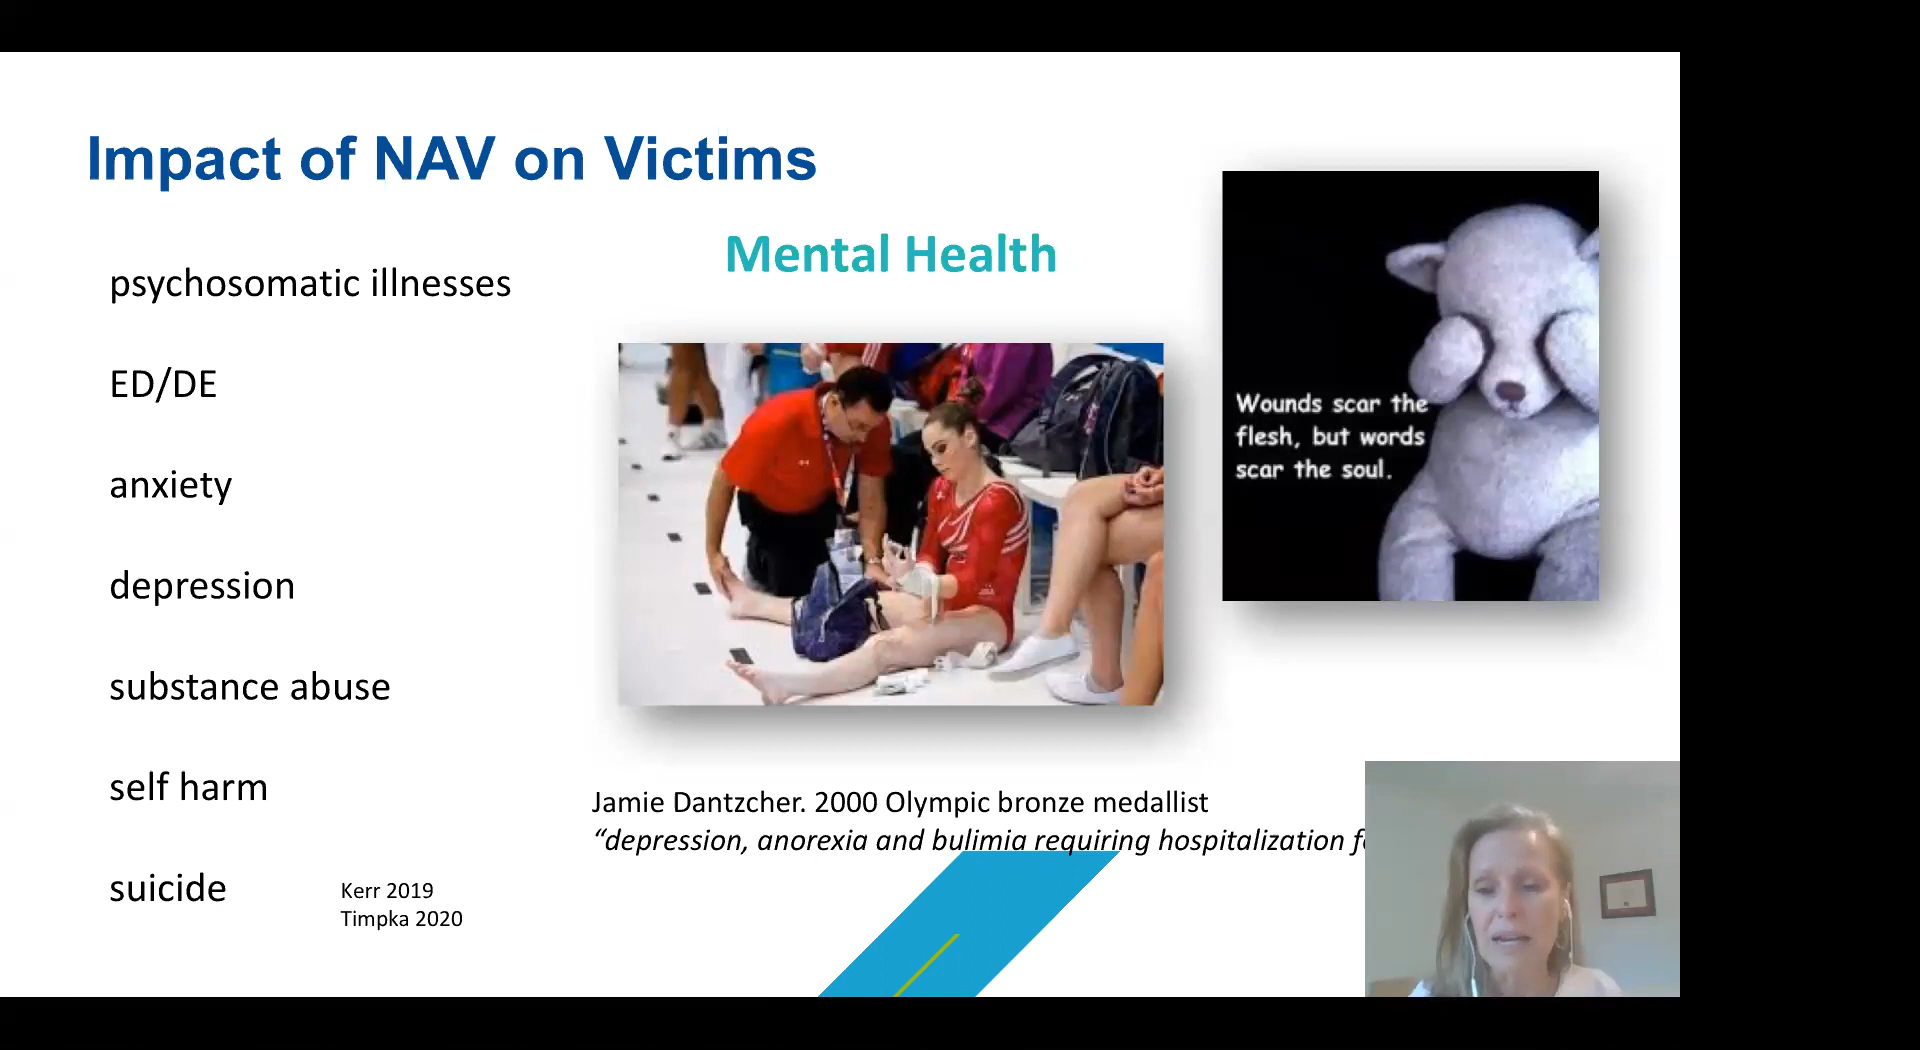 Impact of NAV on Victims
Mental Health
psychosomatic illnesses
ED/DE
anxiety
depression
substance abuse
self harm
suicide
Kerr 2019
Timpka 2020
Wounds scar the
flesh, but words
scar the soul.
Jamie Dantzcher. 2000 Olympic bronze medallist
“depression, anorexia and bulimia requiring hospitalization